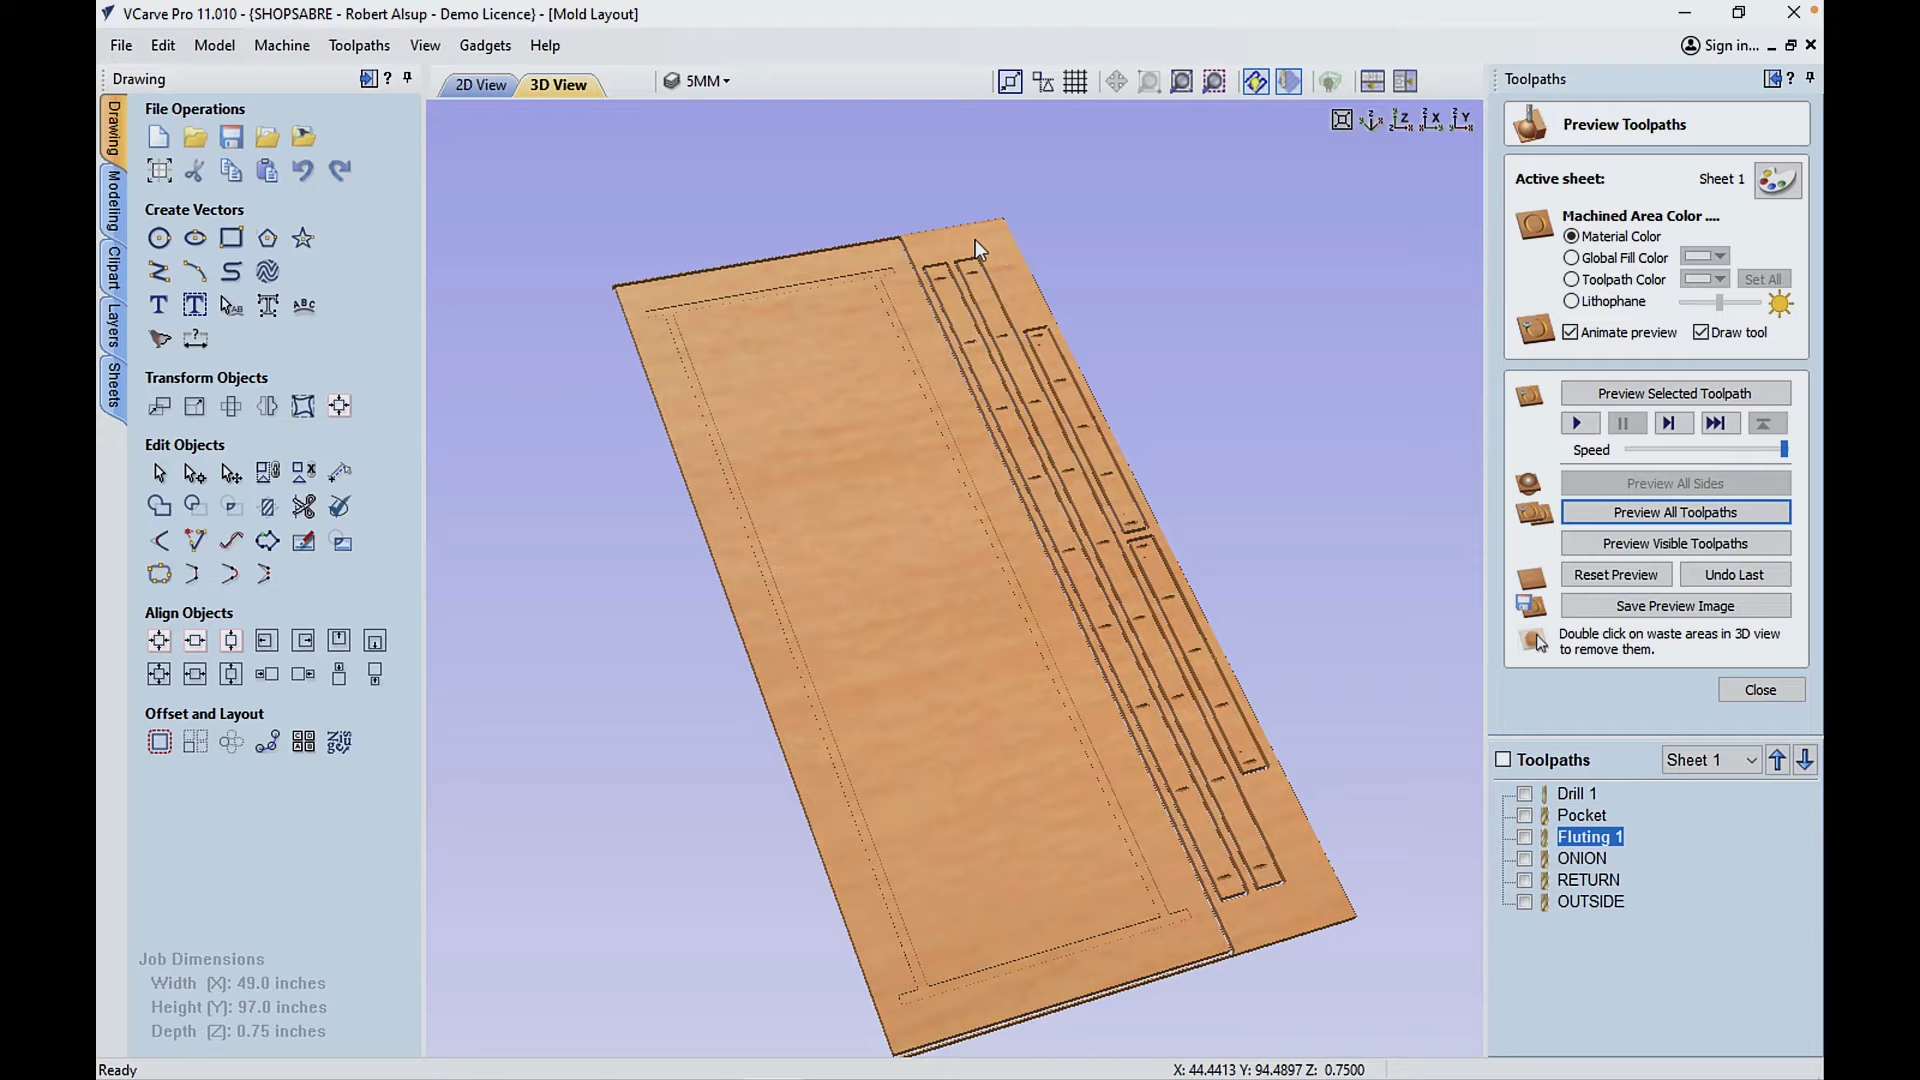 VCarve Pro 11.010 - {SHOPSABRE - Robert Alsup - Demo Licence} - [Mold Layout]
File Edit Model Machine Toolpaths View Gadgets Help
Sign in...
Drawing
?
2D View
3D View
5MM
Toolpaths
?
Drawing
Modeling
Clipart
Layers
Sheets
File Operations
Create Vectors
Transform Objects
Edit Objects
Align Objects
Offset and Layout
Job Dimensions
Width (X): 49.0 inches
Height (Y): 97.0 inches
Depth (Z): 0.75 inches
Preview Toolpaths
Active sheet: Sheet 1
Machined Area Color ....
Material Color
Global Fill Color
Toolpath Color
Set All
Lithophane
Animate preview
Draw tool
Preview Selected Toolpath
Speed
Preview All Sides
Preview All Toolpaths
Preview Visible Toolpaths
Reset Preview
Undo Last
Save Preview Image
Double click on waste areas in 3D view
to remove them.
Close
Toolpaths
Sheet 1
Drill 1
Pocket
Fluting 1
ONION
RETURN
OUTSIDE
Ready
X: 44.4413 Y: 94.4897 Z: 0.7500